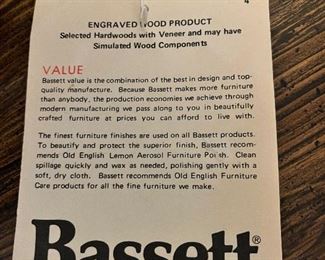 4
ENGRAVED WOOD PRODUCT
Selected Hardwoods with Veneer and may have
Simulated Wood Components
VALUE
Bassett value is the combination of the best in design and top-
quality manufacture. Because Bassett makes more furniture
than anybody, the production economies we achieve through
modern manufacturing we pass along to you in beautifully
crafted furniture at prices you can afford to live with.
The finest furniture finishes are used on all Bassett products.
To beautify and protect the superior finish, Bassett recom-
mends Old English Lemon Aerosol Furniture Polish. Clean
spillage quickly and wax as needed, polishing gently with a
soft, dry cloth. Bassett recommends Old English Furniture
Care products for all the fine furniture we make.
Bassett®